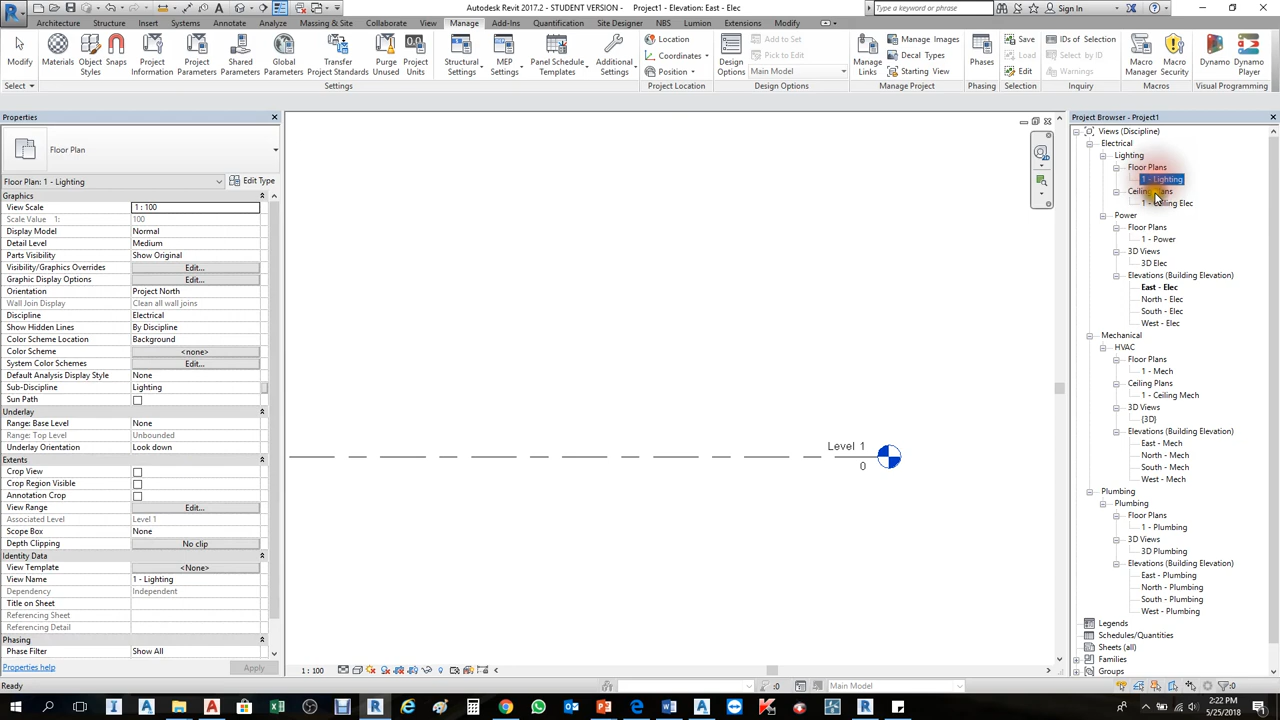 Autodesk Revit 2017.2 - STUDENT VERSION - Project1 - Elevation: East - Elec
Type a keyword or phrase
Sign In
Architecture Structure Insert Systems Annotate Analyze Massing & Site Collaborate View Manage Add-Ins Quantification Site Designer NBS Lumion Extensions Modify
Modify
Materials
Object Styles
Snaps
Project Information
Project Parameters
Shared Parameters
Global Parameters
Transfer Project Standards
Purge Unused
Project Units
Structural Settings
MEP Settings
Panel Schedule Templates
Additional Settings
Location
Coordinates
Position
Design Options
Add to Set
Pick to Edit
Main Model
Manage Links
Manage Images
Decal Types
Starting View
Phases
Save
Load
Edit
IDs of Selection
Select by ID
Warnings
Macro Manager
Macro Security
Dynamo
Dynamo Player
Select Settings Project Location Design Options Manage Project Phasing Selection Inquiry Macros Visual Programming
Properties
Floor Plan
Floor Plan: 1 - Lighting
Edit Type
Graphics
View Scale 1 : 100
Scale Value 1: 100
Display Model Normal
Detail Level Medium
Parts Visibility Show Original
Visibility/Graphics Overrides Edit...
Graphic Display Options Edit...
Orientation Project North
Wall Join Display Clean all wall joins
Discipline Electrical
Show Hidden Lines By Discipline
Color Scheme Location Background
Color Scheme <none>
System Color Schemes Edit...
Default Analysis Display Style None
Sub-Discipline Lighting
Sun Path
Underlay
Range: Base Level None
Range: Top Level Unbounded
Underlay Orientation Look down
Extents
Crop View
Crop Region Visible
Annotation Crop
View Range Edit...
Associated Level Level 1
Scope Box None
Depth Clipping No clip
Identity Data
View Template <None>
View Name 1 - Lighting
Dependency Independent
Title on Sheet
Referencing Sheet
Referencing Detail
Phasing
Phase Filter Show All
Properties help
Apply
Level 1
0
1 : 100
Project Browser - Project1
Views (Discipline)
Electrical
Lighting
Floor Plans
1 - Lighting
Ceiling Plans
1 - Ceiling Elec
Power
Floor Plans
1 - Power
3D Views
3D Elec
Elevations (Building Elevation)
East - Elec
North - Elec
South - Elec
West - Elec
Mechanical
HVAC
Floor Plans
1 - Mech
Ceiling Plans
1 - Ceiling Mech
3D Views
{3D}
Elevations (Building Elevation)
East - Mech
North - Mech
South - Mech
West - Mech
Plumbing
Plumbing
Floor Plans
1 - Plumbing
3D Views
3D Plumbing
Elevations (Building Elevation)
East - Plumbing
North - Plumbing
South - Plumbing
West - Plumbing
Legends
Schedules/Quantities
Sheets (all)
Families
Groups
Ready
:0
Main Model
:0
2:22 PM
5/25/2018